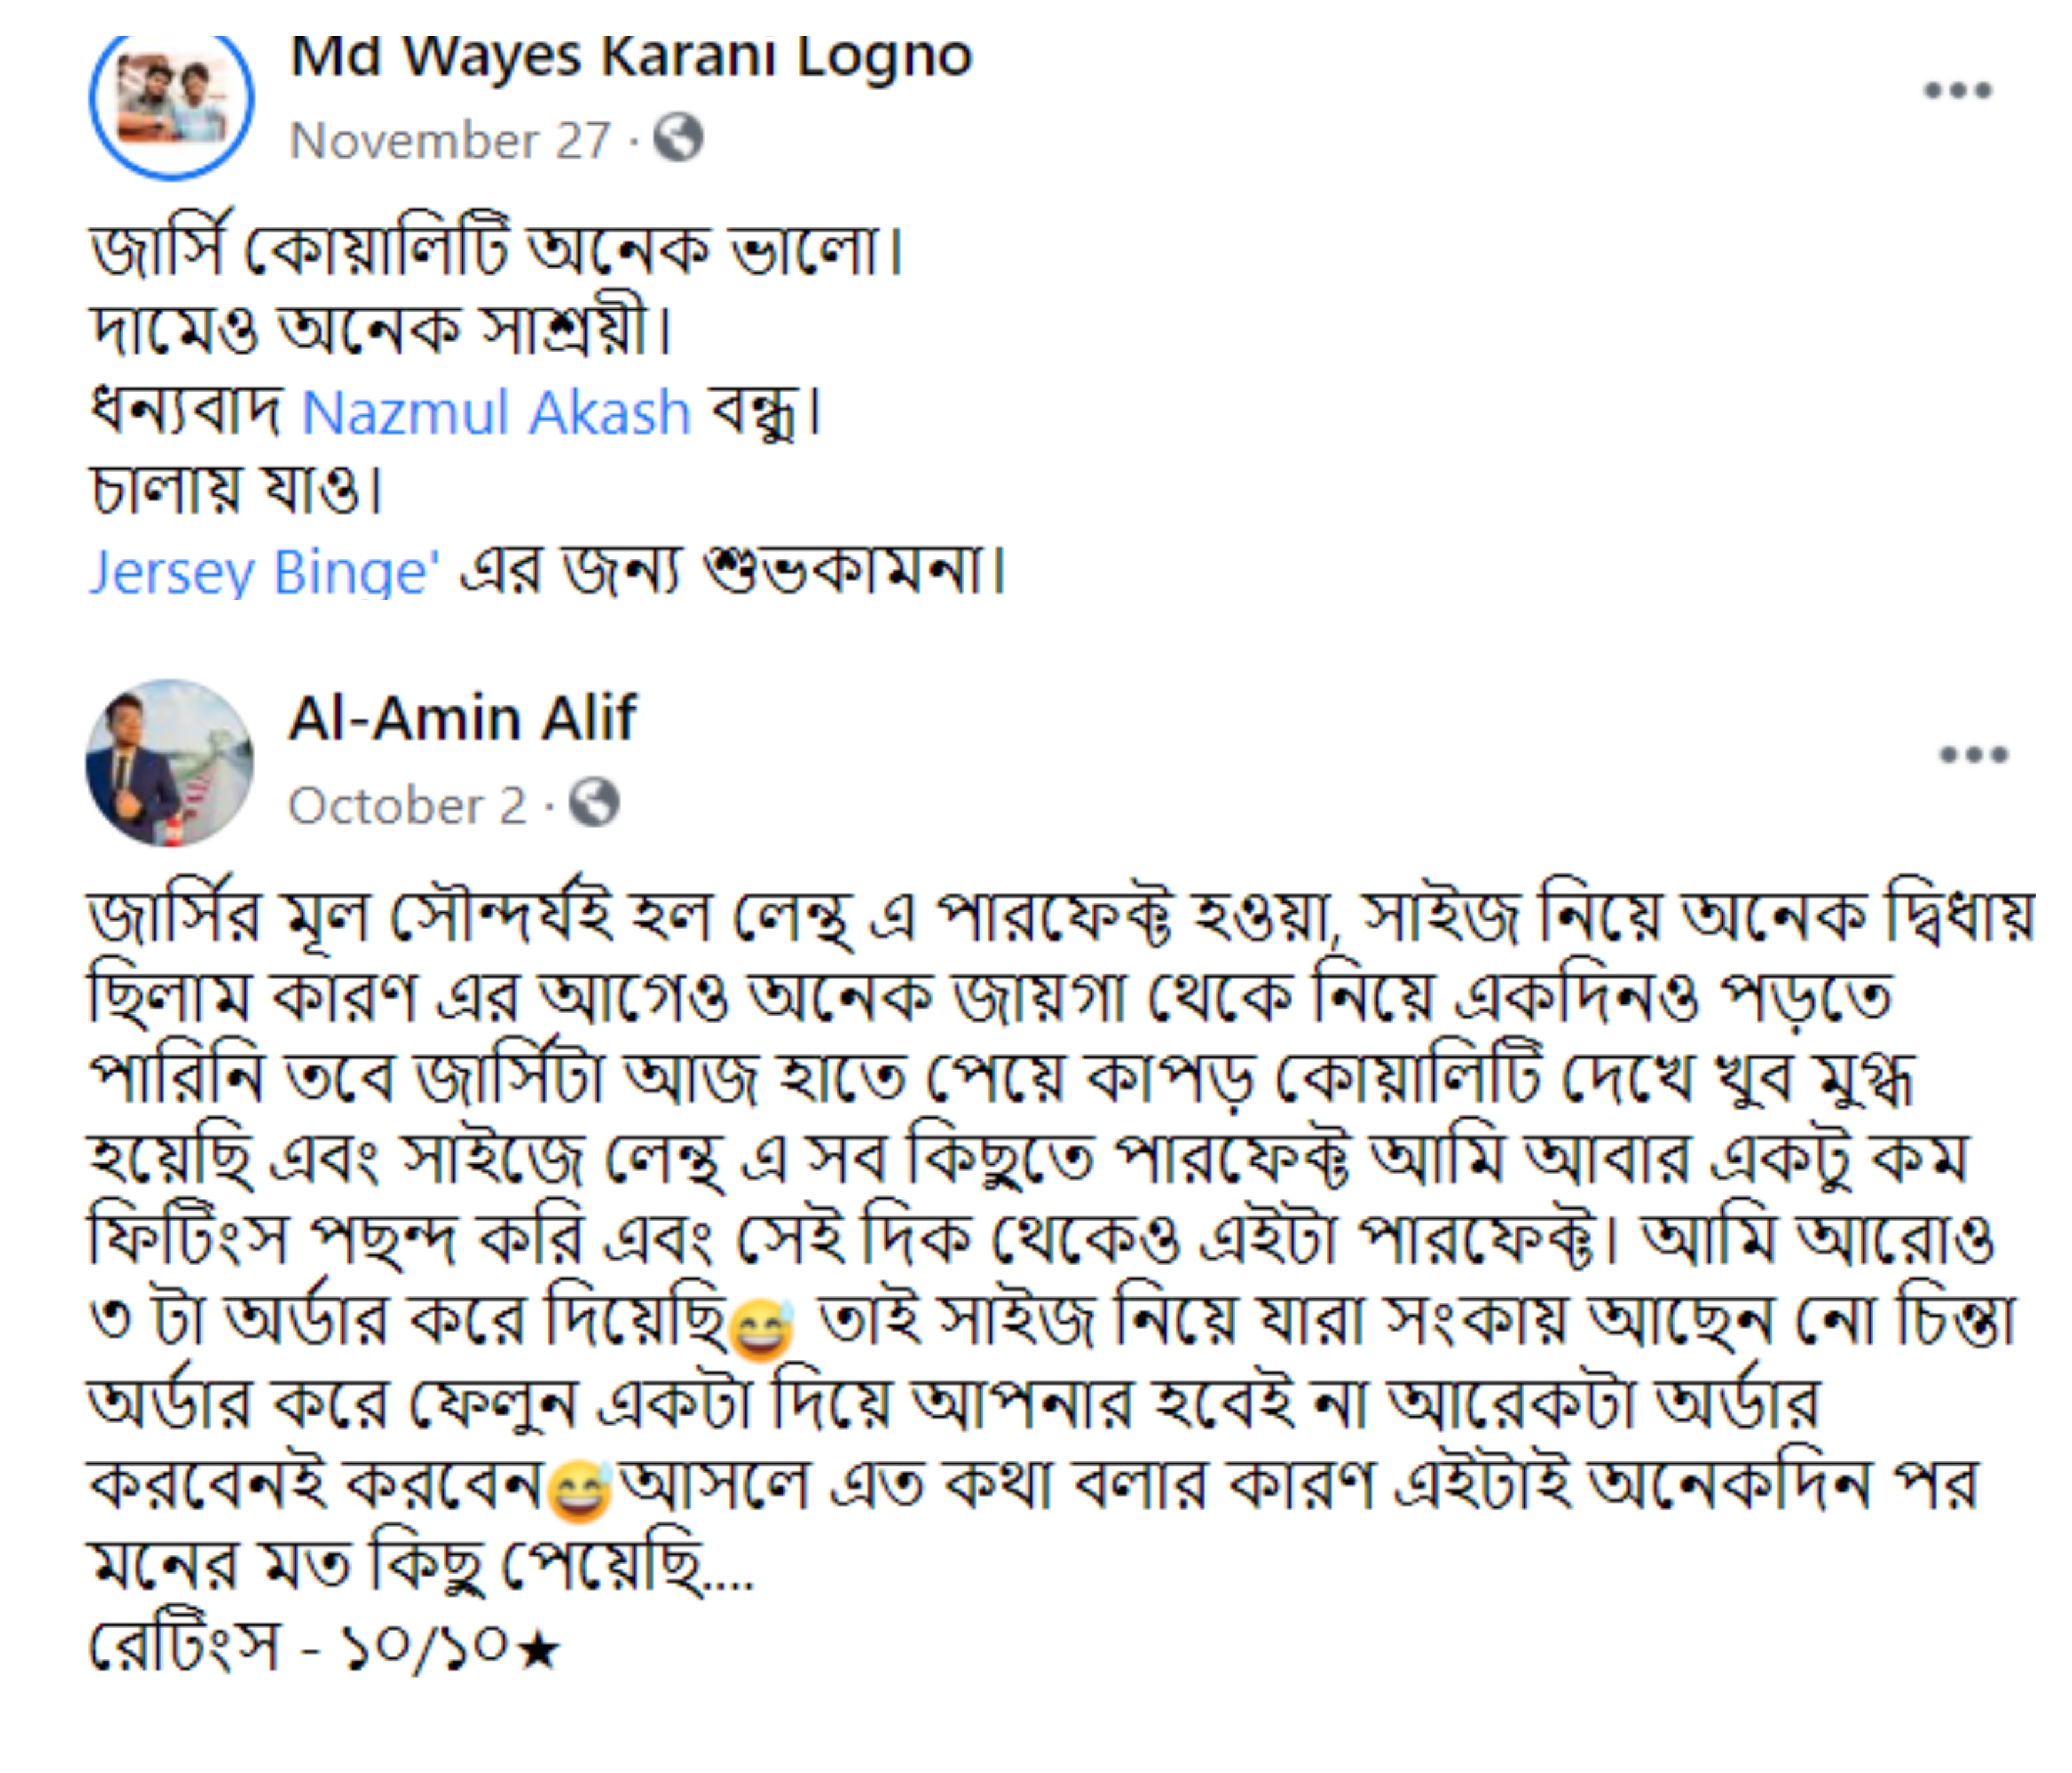 Md Wayes Karani Logno
November 27 ·
জার্সি কোয়ালিটি অনেক ভালো।
দামেও অনেক সাশ্রয়ী।
ধন্যবাদ Nazmul Akash বন্ধু।
চালায় যাও।
Jersey Binge' এর জন্য শুভকামনা।
Al-Amin Alif
October 2 ·
জার্সির মূল সৌন্দর্যই হল লেন্থ এ পারফেক্ট হওয়া, সাইজ নিয়ে অনেক দ্বিধায়
ছিলাম কারণ এর আগেও অনেক জায়গা থেকে নিয়ে একদিনও পড়তে
পারিনি তবে জার্সিটা আজ হাতে পেয়ে কাপড় কোয়ালিটি দেখে খুব মুগ্ধ
হয়েছি এবং সাইজে লেন্থ এ সব কিছুতে পারফেক্ট আমি আবার একটু কম
ফিটিংস পছন্দ করি এবং সেই দিক থেকেও এইটা পারফেক্ট। আমি আরোও
৩ টা অর্ডার করে দিয়েছি😅 তাই সাইজ নিয়ে যারা সংকায় আছেন নো চিন্তা
অর্ডার করে ফেলুন একটা দিয়ে আপনার হবেই না আরেকটা অর্ডার
করবেনই করবেন😅আসলে এত কথা বলার কারণ এইটাই অনেকদিন পর
মনের মত কিছু পেয়েছি....
রেটিংস - ১০/১০★